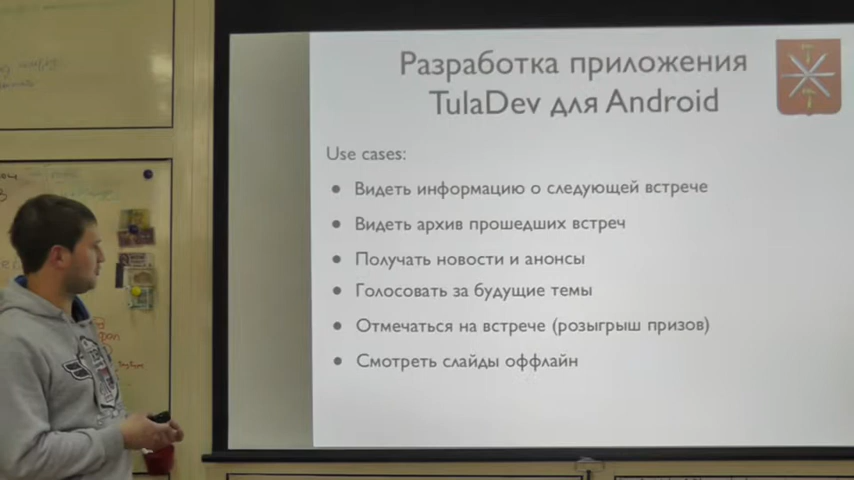 Разработка приложения
TulaDev для Android
Use cases:
• Видеть информацию о следующей встрече
• Видеть архив прошедших встреч
• Получать новости и анонсы
• Голосовать за будущие темы
• Отмечаться на встрече (розыгрыш призов)
• Смотреть слайды оффлайн